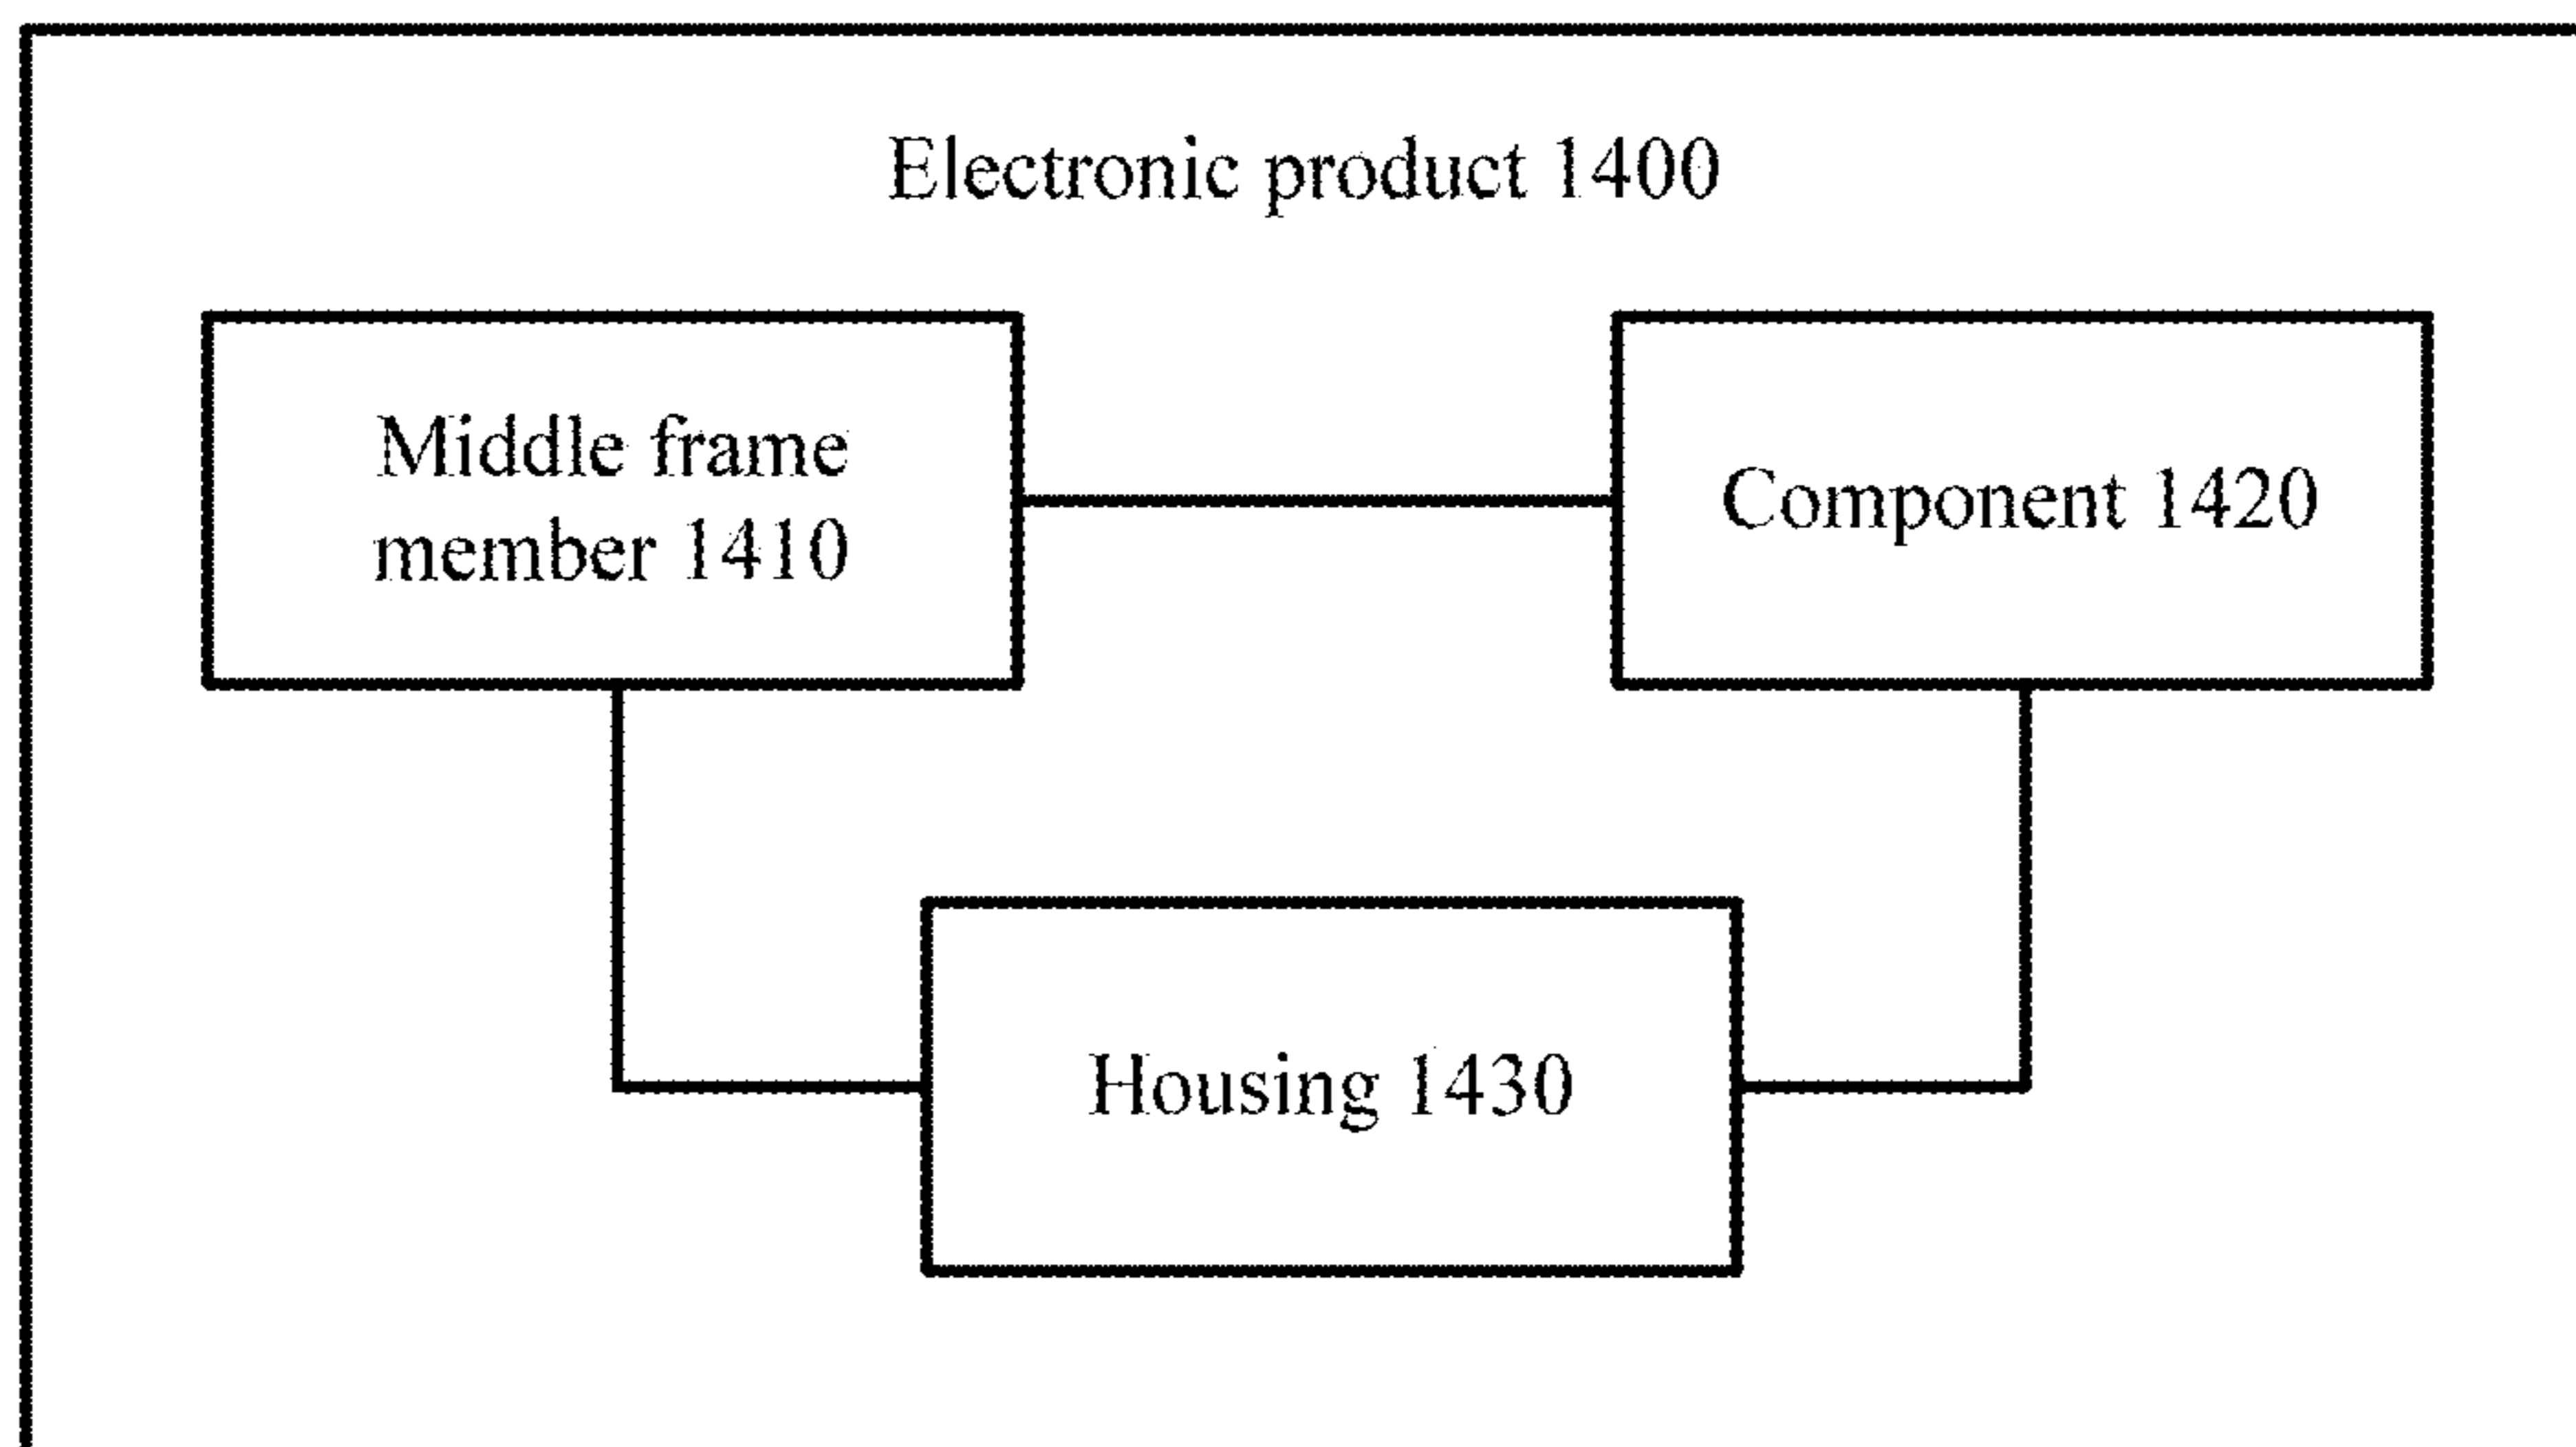 Electronic product 1400
Middle frame
member 1410
Component 1420
Housing 1430